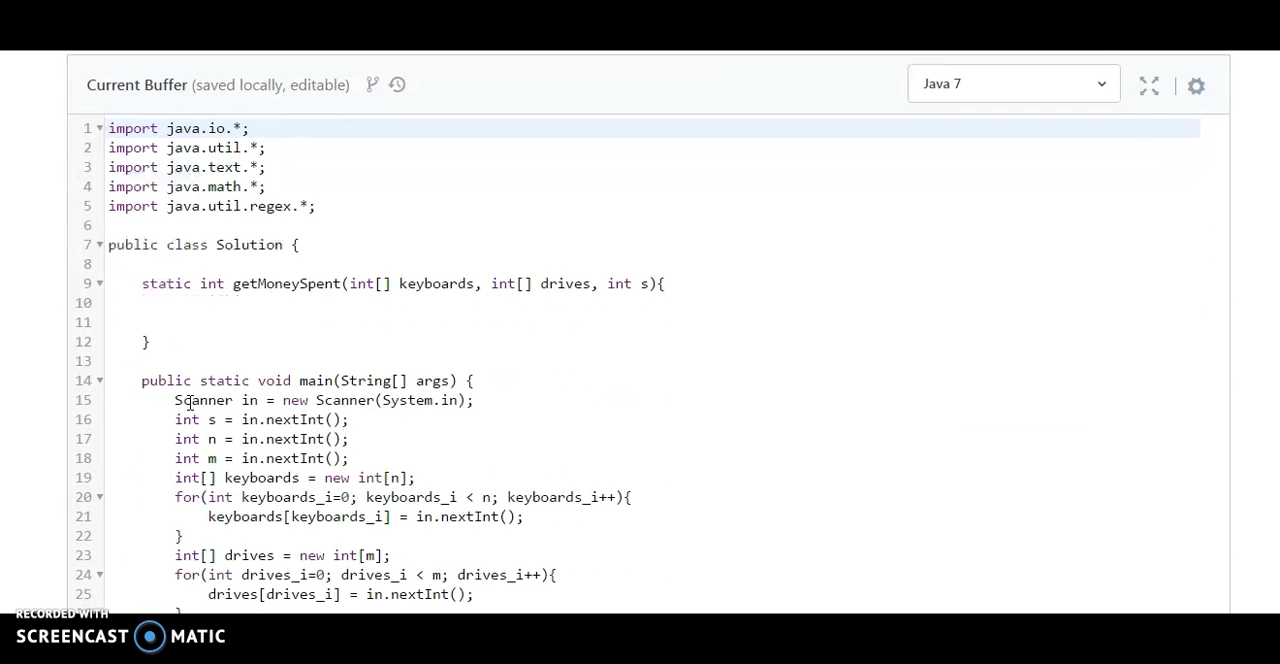 Current Buffer (saved locally, editable)
Java 7
1 import java.io.*;
2 import java.util.*;
3 import java.text.*;
4 import java.math.*;
5 import java.util.regex.*;
6
7 public class Solution {
8
9 static int getMoneySpent(int[] keyboards, int[] drives, int s){
10
11
12 }
13
14 public static void main(String[] args) {
15 Scanner in = new Scanner(System.in);
16 int s = in.nextInt();
17 int n = in.nextInt();
18 int m = in.nextInt();
19 int[] keyboards = new int[n];
20 for(int keyboards_i=0; keyboards_i < n; keyboards_i++){
21 keyboards[keyboards_i] = in.nextInt();
22 }
23 int[] drives = new int[m];
24 for(int drives_i=0; drives_i < m; drives_i++){
25 drives[drives_i] = in.nextInt();
RECORDED WITH
SCREENCAST MATIC